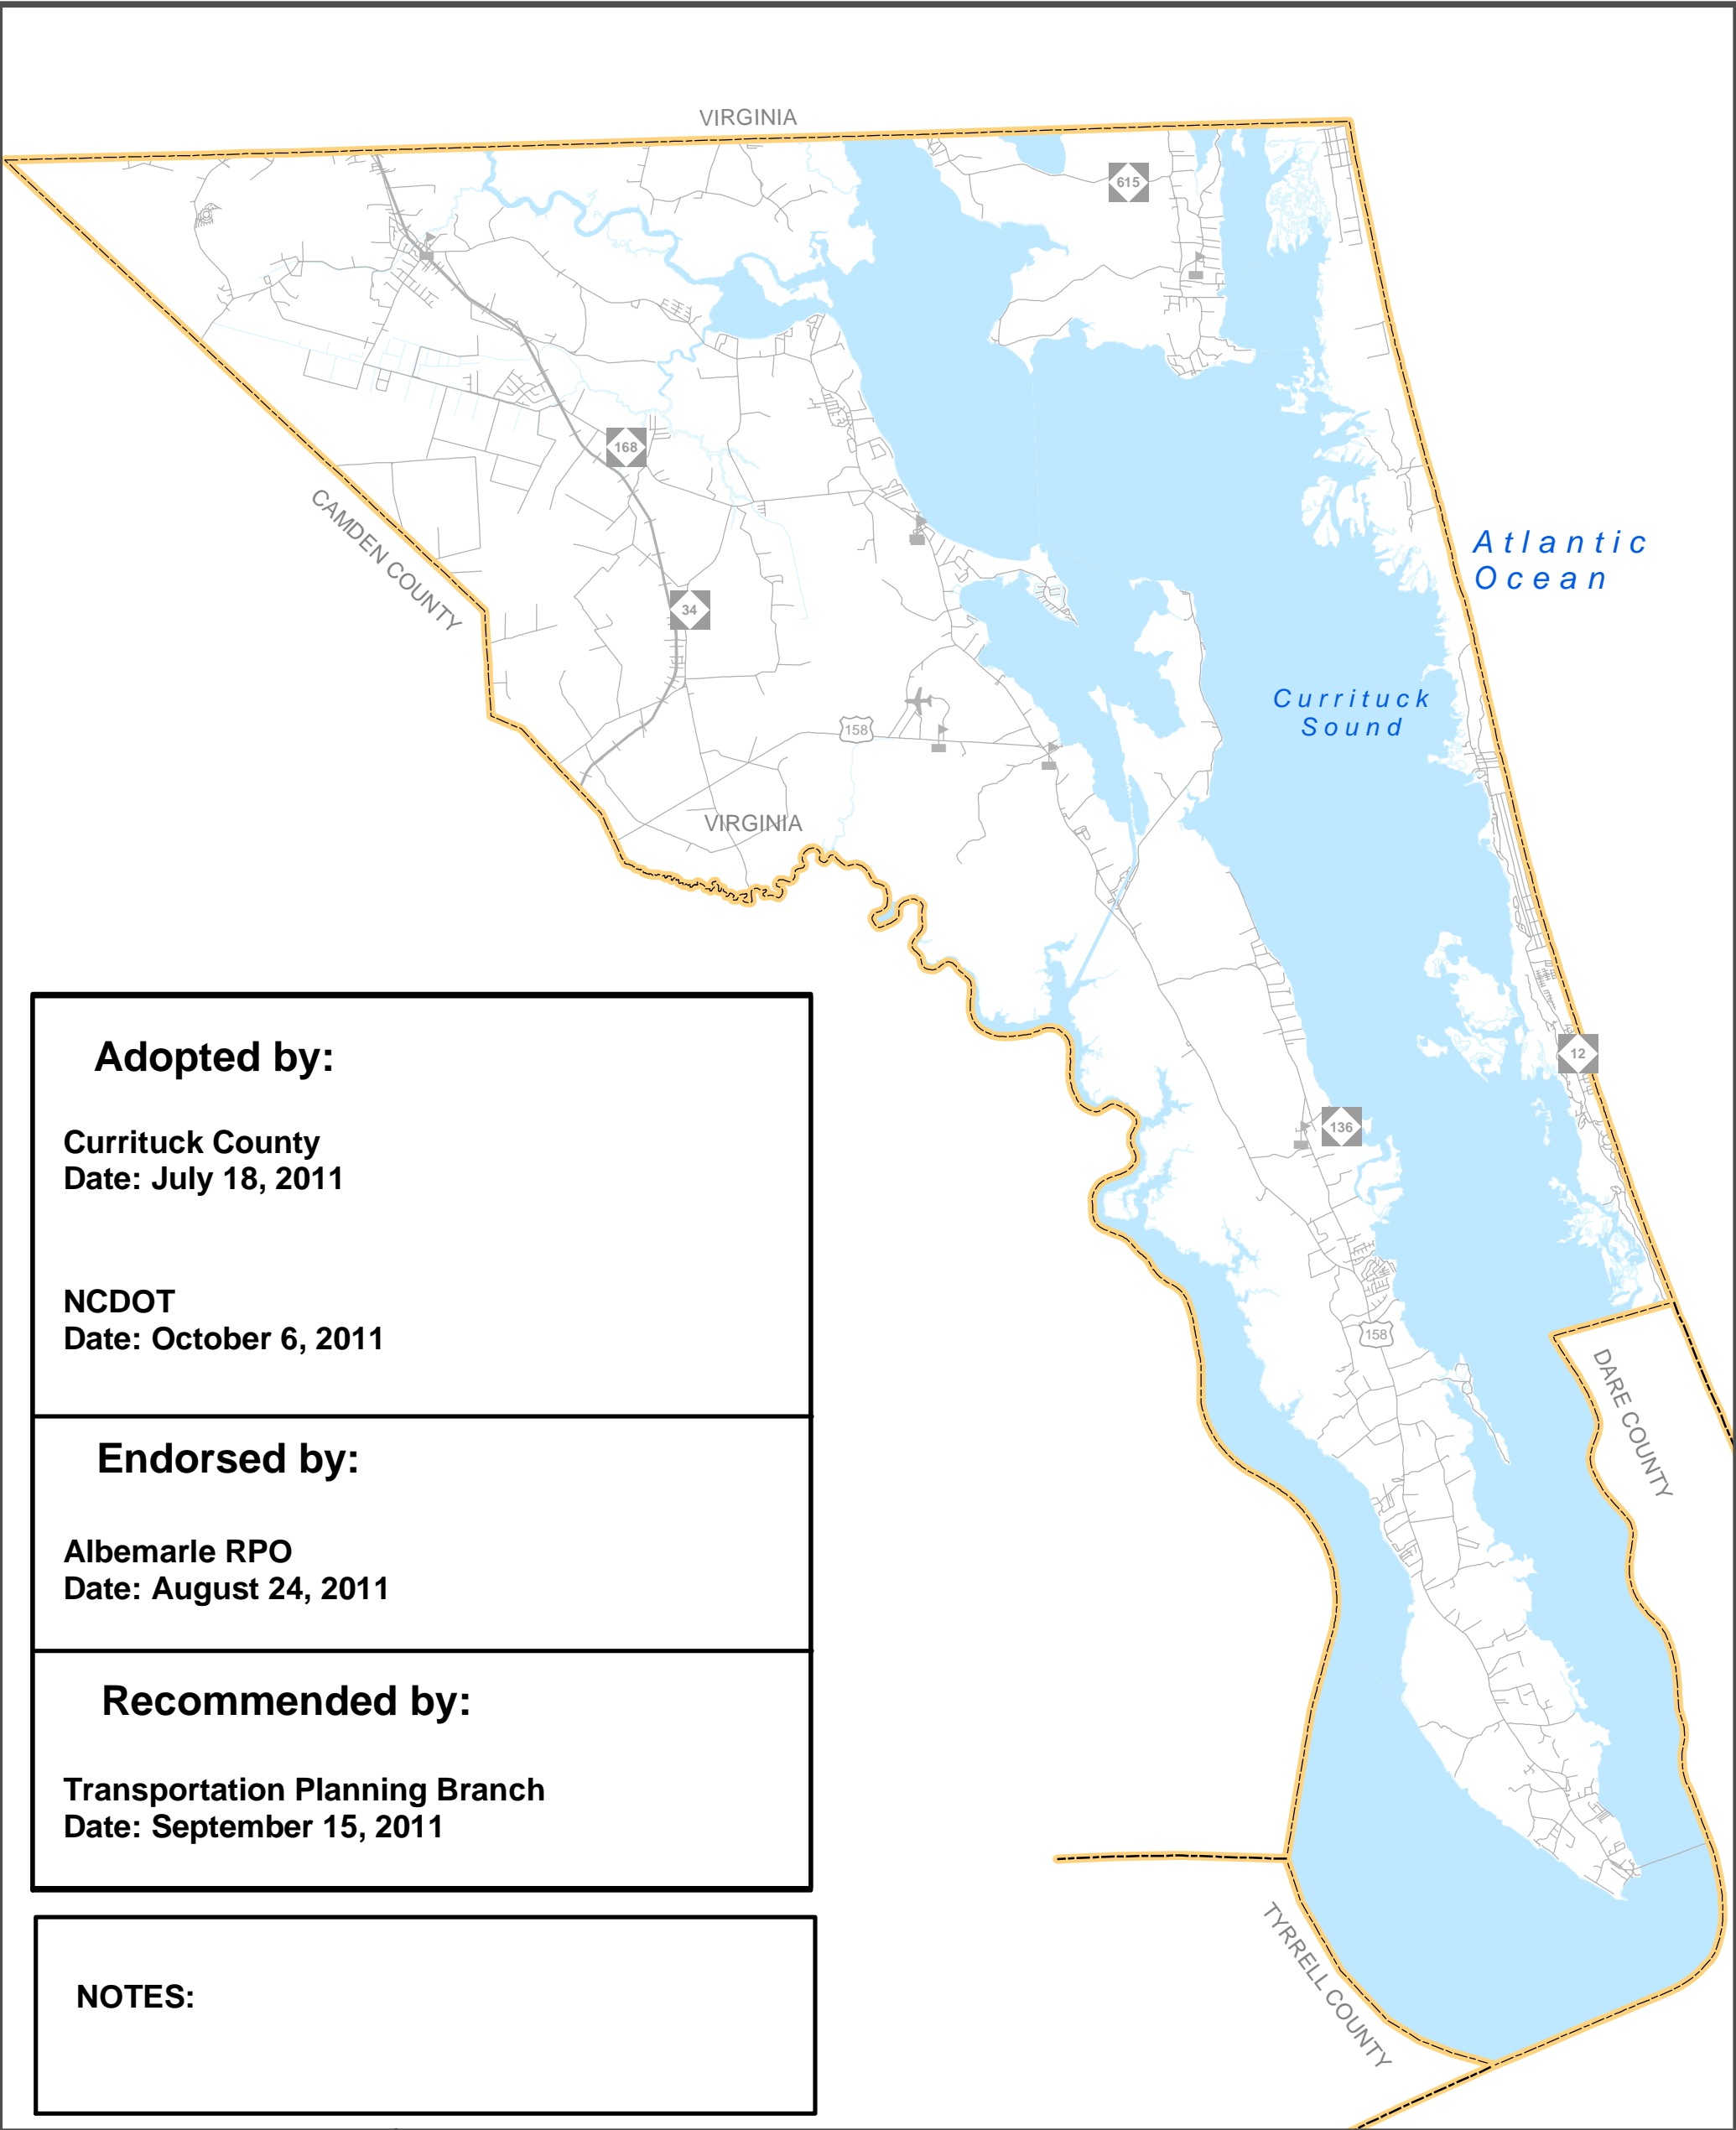 VIRGINIA
615
168
CAMDEN COUNTY
Atlantic
Ocean
34
Currituck
Sound
158
VIRGINIA
12
136
158
DARE COUNTY
TYRRELL COUNTY
Adopted by:
Currituck County
Date: July 18, 2011
NCDOT
Date: October 6, 2011
Endorsed by:
Albemarle RPO
Date: August 24, 2011
Recommended by:
Transportation Planning Branch
Date: September 15, 2011
NOTES: